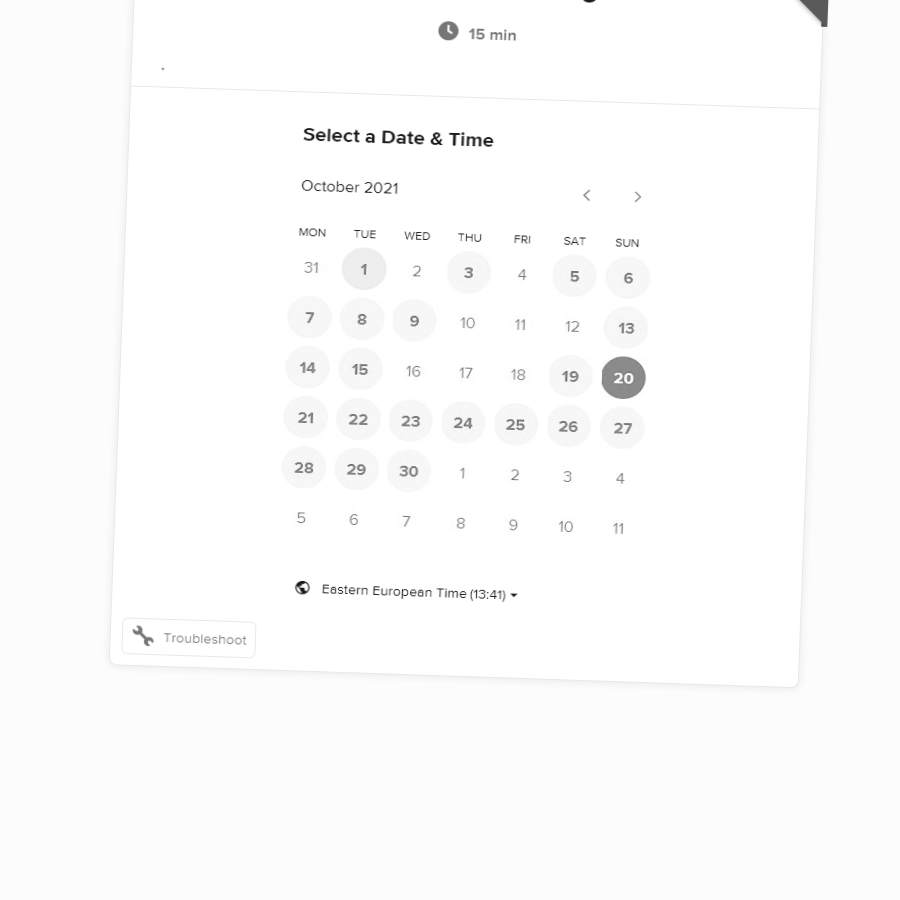 15 min
.
Select a Date & Time
October 2021
MON TUE WED THU FRI SAT SUN
31 1 2 3 4 5 6
7 8 9 10 11 12 13
14 15 16 17 18 19 20
21 22 23 24 25 26 27
28 29 30 1 2 3 4
5 6 7 8 9 10 11
Eastern European Time (13:41)
Troubleshoot